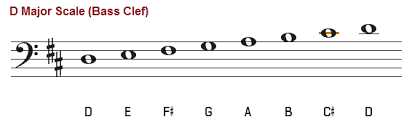 D Major Scale (Bass Clef)
D E F♯ G A B C♯ D